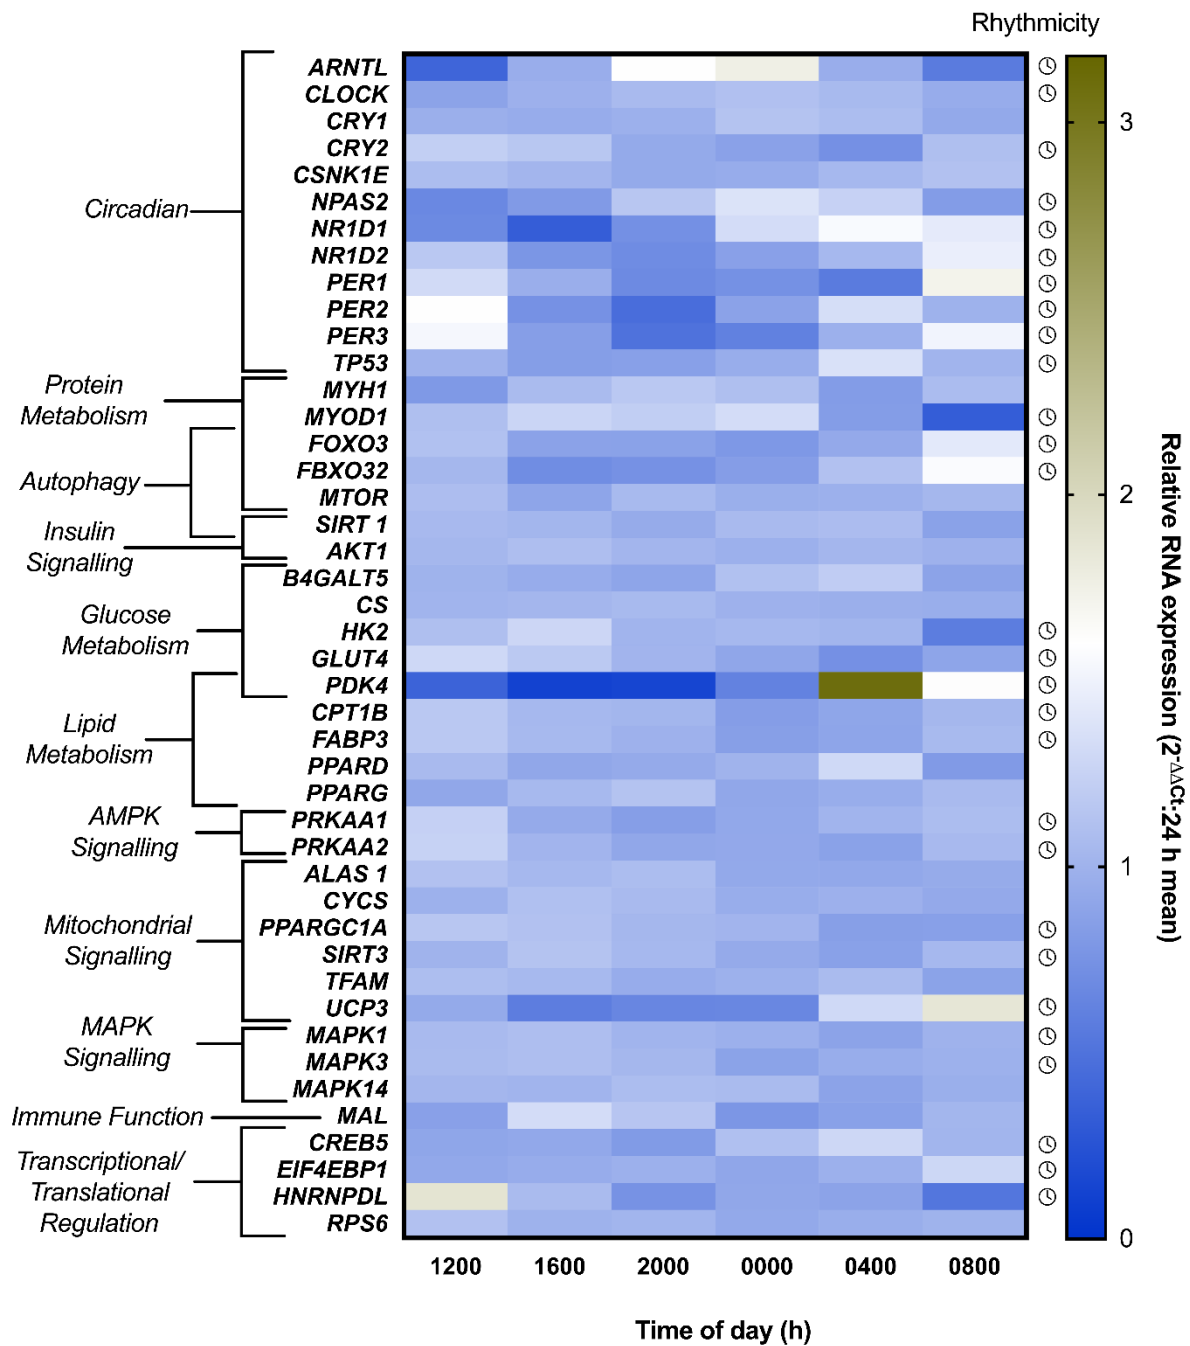 Rhythmicity
ARNTL
CLOCK
CRY1
CRY2
CSNK1E
NPAS2
NR1D1
NR1D2
PER1
PER2
PER3
TP53
MYH1
MYOD1
FOXO3
FBXO32
MTOR
SIRT 1
AKT1
B4GALT5
CS
HK2
GLUT4
PDK4
CPT1B
FABP3
PPARD
PPARG
PRKAA1
PRKAA2
ALAS 1
CYCS
PPARGC1A
SIRT3
TFAM
UCP3
MAPK1
MAPK3
MAPK14
MAL
CREB5
EIF4EBP1
HNRNPDL
RPS6
Circadian
Protein
Metabolism
Autophagy
Insulin
Signalling
Glucose
Metabolism
Lipid
Metabolism
AMPK
Signalling
Mitochondrial
Signalling
MAPK
Signalling
Immune Function
Transcriptional/
Translational
Regulation
1200 1600 2000 0000 0400 0800
Time of day (h)
3
2
1
0
Relative RNA expression (2-ΔΔCt:24 h mean)